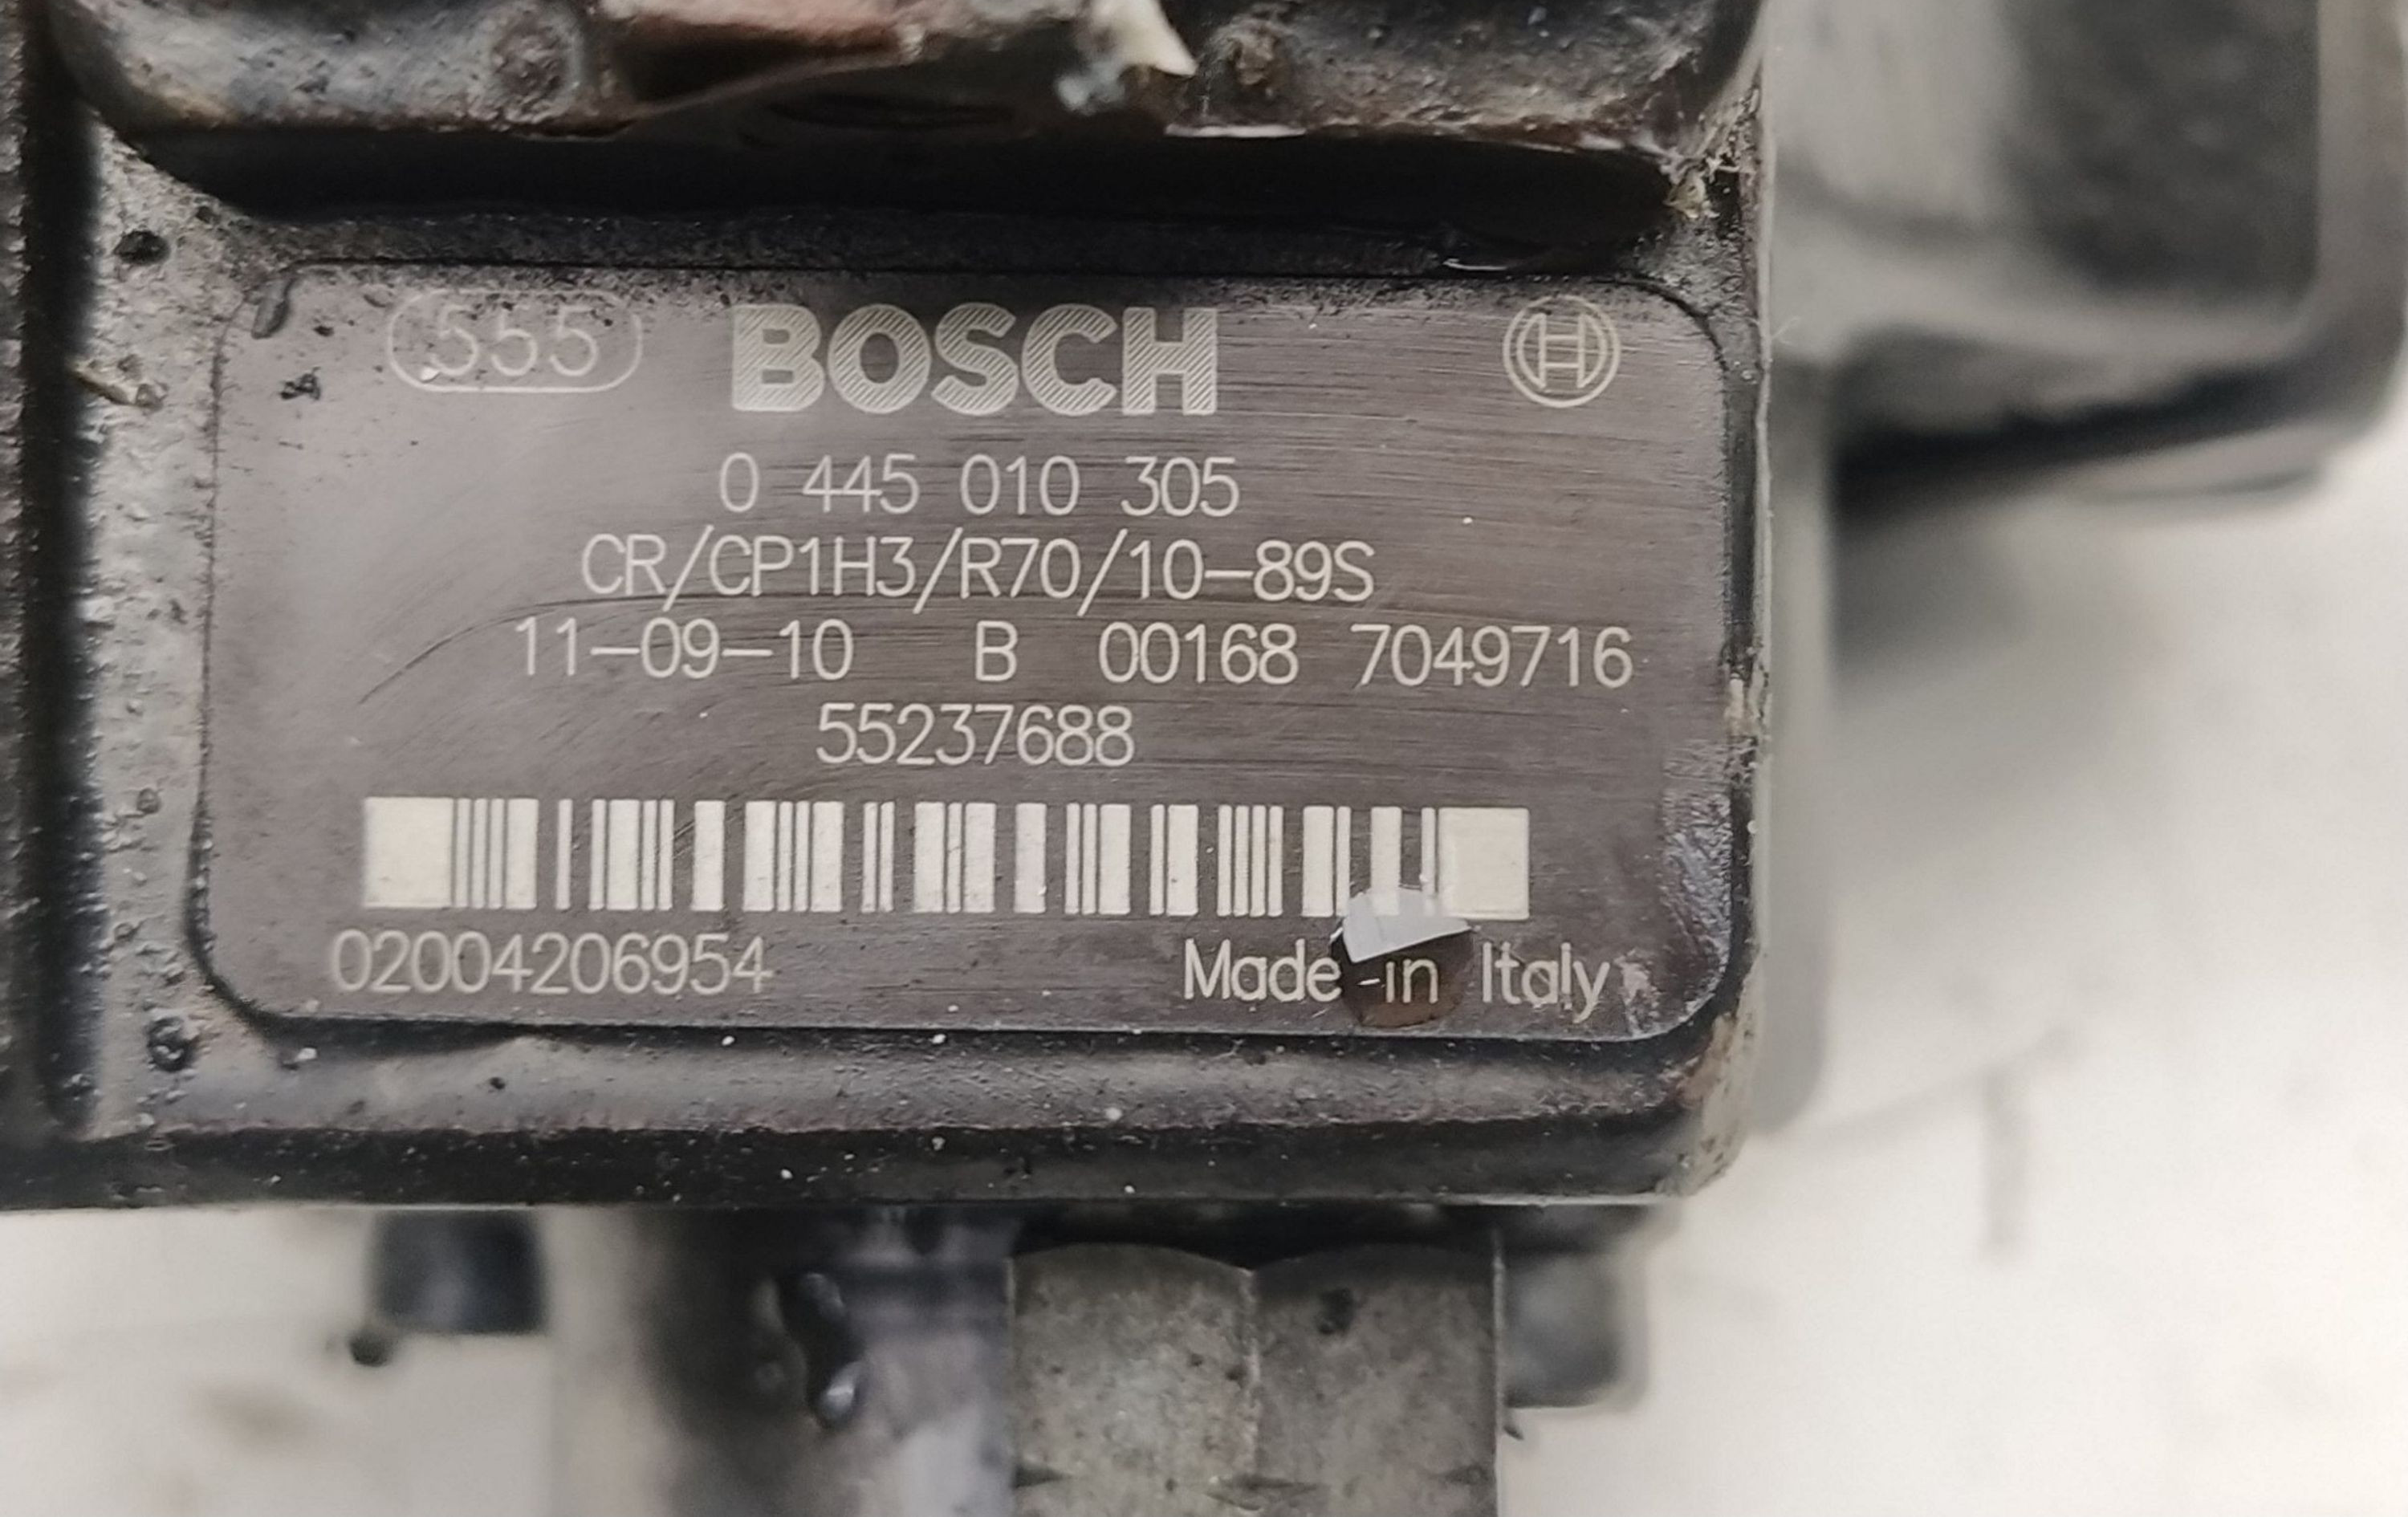 555 BOSCH
0 445 010 305
CR/CP1H3/R70/10-89S
11-09-10 B 00168 7049716
55237688
02004206954 Made in Italy